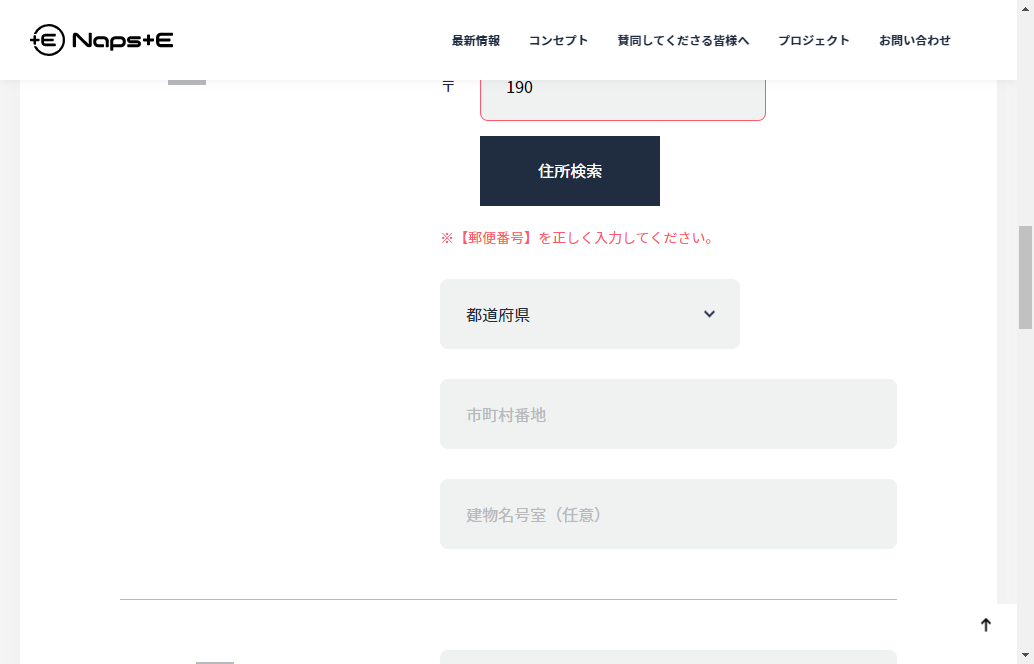 Naps+E
最新情報 コンセプト 賛同してくださる皆様へ プロジェクト お問い合わせ
〒 190
住所検索
※【郵便番号】を正しく入力してください。
都道府県
市町村番地
建物名号室（任意）